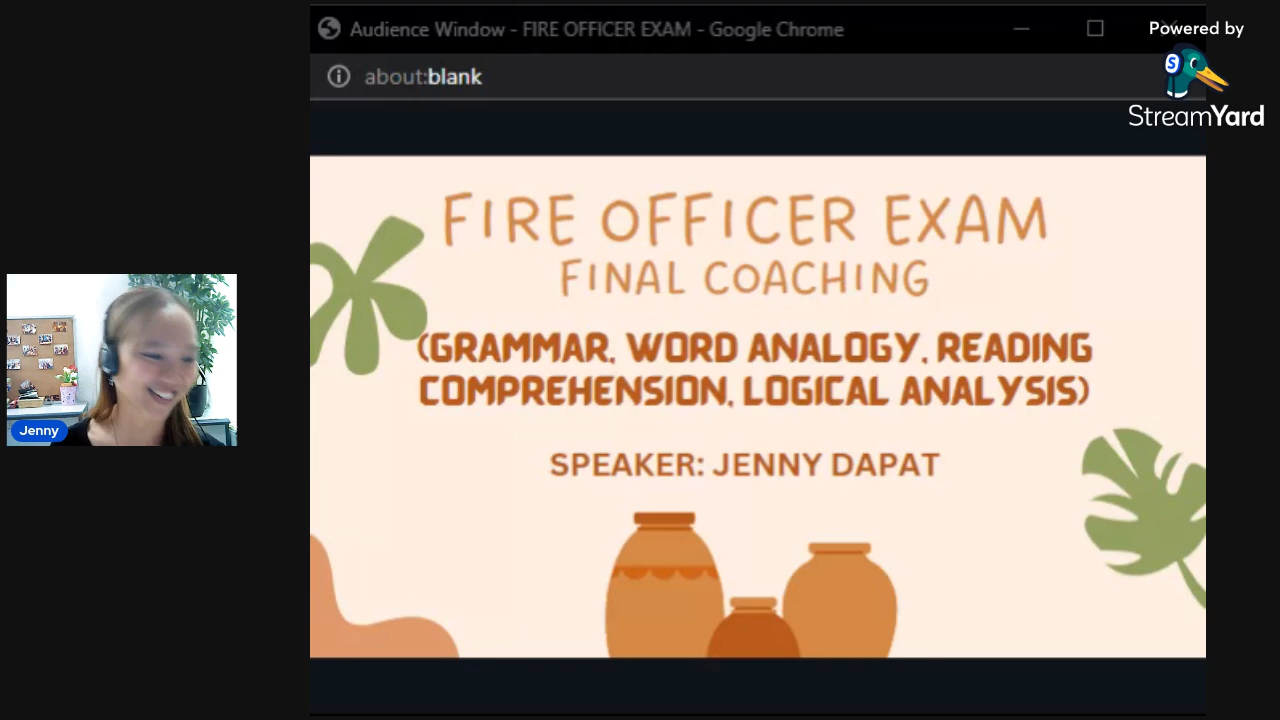 Audience Window - FIRE OFFICER EXAM - Google Chrome
Powered by
about:blank
StreamYard
FIRE OFFICER EXAM
FINAL COACHING
(GRAMMAR, WORD ANALOGY, READING
COMPREHENSION, LOGICAL ANALYSIS)
Jenny
SPEAKER: JENNY DAPAT